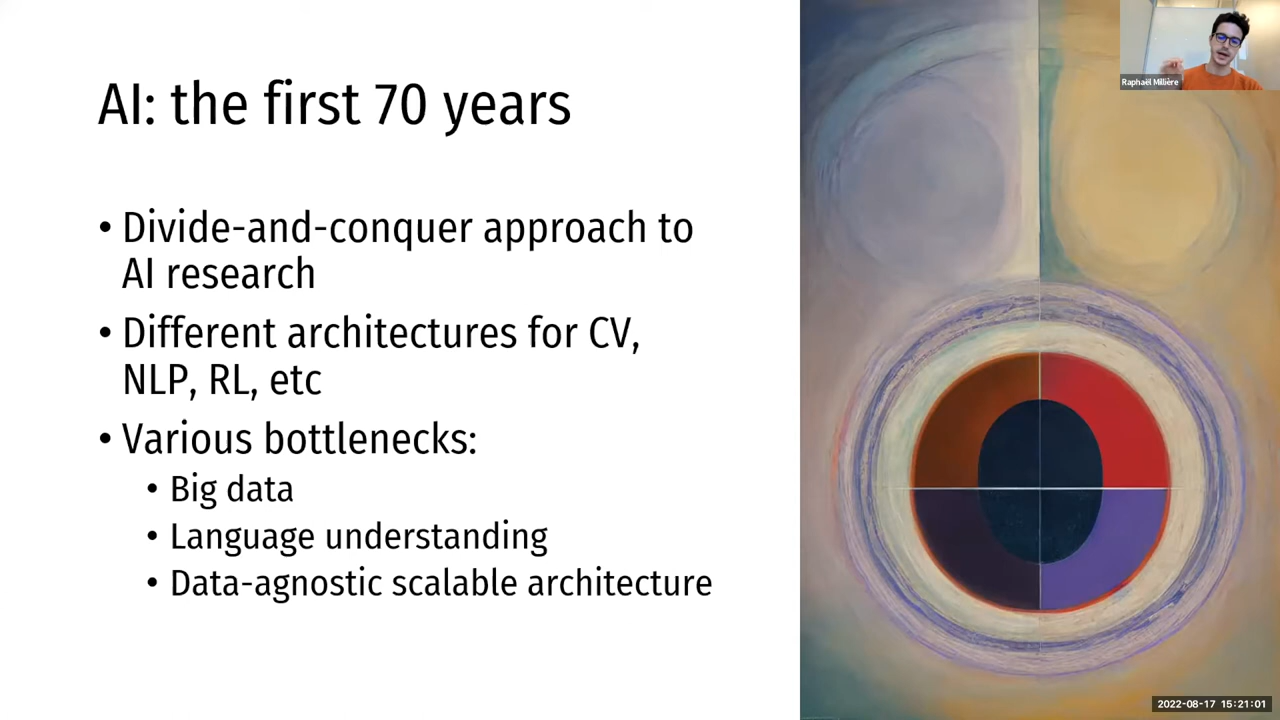 AI: the first 70 years
• Divide-and-conquer approach to
AI research
• Different architectures for CV,
NLP, RL, etc
• Various bottlenecks:
• Big data
• Language understanding
• Data-agnostic scalable architecture
Raphaël Millière
2022-08-17 15:21:01